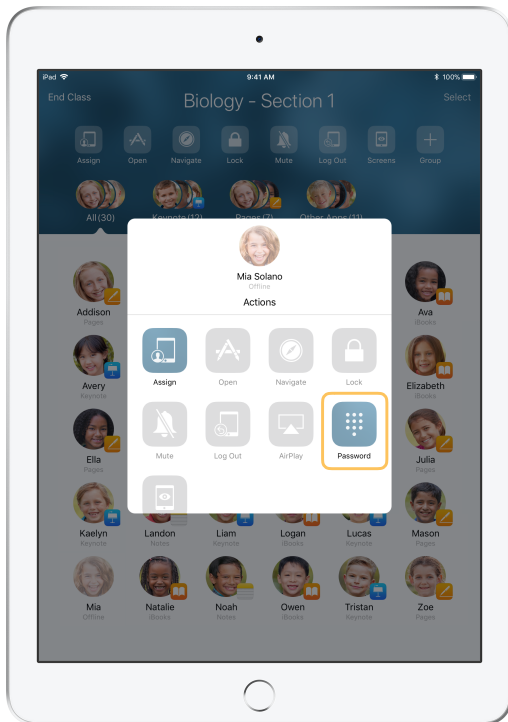 iPad 9:41 AM 100%
End Class Biology - Section 1 Select
Assign Open Navigate Lock Mute Log Out Screens Group
All (30) Keynote (12) Pages (7) Other Apps (11)
Mia Solano
Offline
Actions
Addison Ava
Pages iBooks
Assign Open Navigate Lock
Avery Elizabeth
Keynote iBooks
Mute Log Out AirPlay Password
Ella Julia
Pages Pages
Kaelyn Landon Liam Logan Lucas Mason
Keynote Notes Keynote iBooks Keynote Pages
Mia Natalie Noah Owen Tristan Zoe
Offline iBooks Notes iBooks Keynote Pages